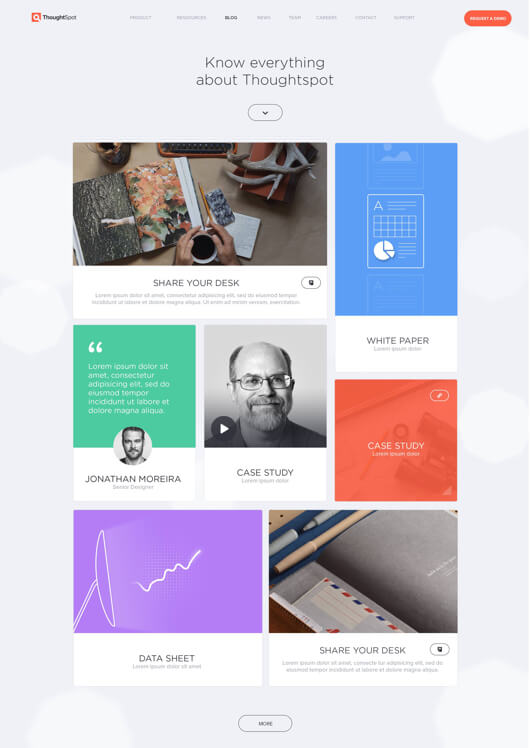 ThoughtSpot
PRODUCT RESSOURCES BLOG NEWS TEAM CAREERS CONTACT SUPPORT
REQUEST A DEMO
Know everything
about Thoughtspot
SHARE YOUR DESK
Lorem ipsum dolor sit amet, consectetur adipisicing elit, sed do eiusmod tempor
incididunt ut labore et dolore magna aliqua. Ut enim ad minim veniam, exercitation.
A
WHITE PAPER
Lorem ipsum dolor
“
Lorem ipsum dolor sit
amet, consectetur
adipisicing elit, sed do
eiusmod tempor
incididunt ut labore et
dolore magna aliqua.
JONATHAN MOREIRA
Senior Designer
CASE STUDY
Lorem ipsum dolor
CASE STUDY
Lorem ipsum dolor
DATA SHEET
Lorem ipsum dolor sit amet
SHARE YOUR DESK
Lorem ipsum dolor sit amet, consecte tur adipisicing elit, sed do
eiusmod tempor incididunt ut labore et dolore magna aliqua.
MORE